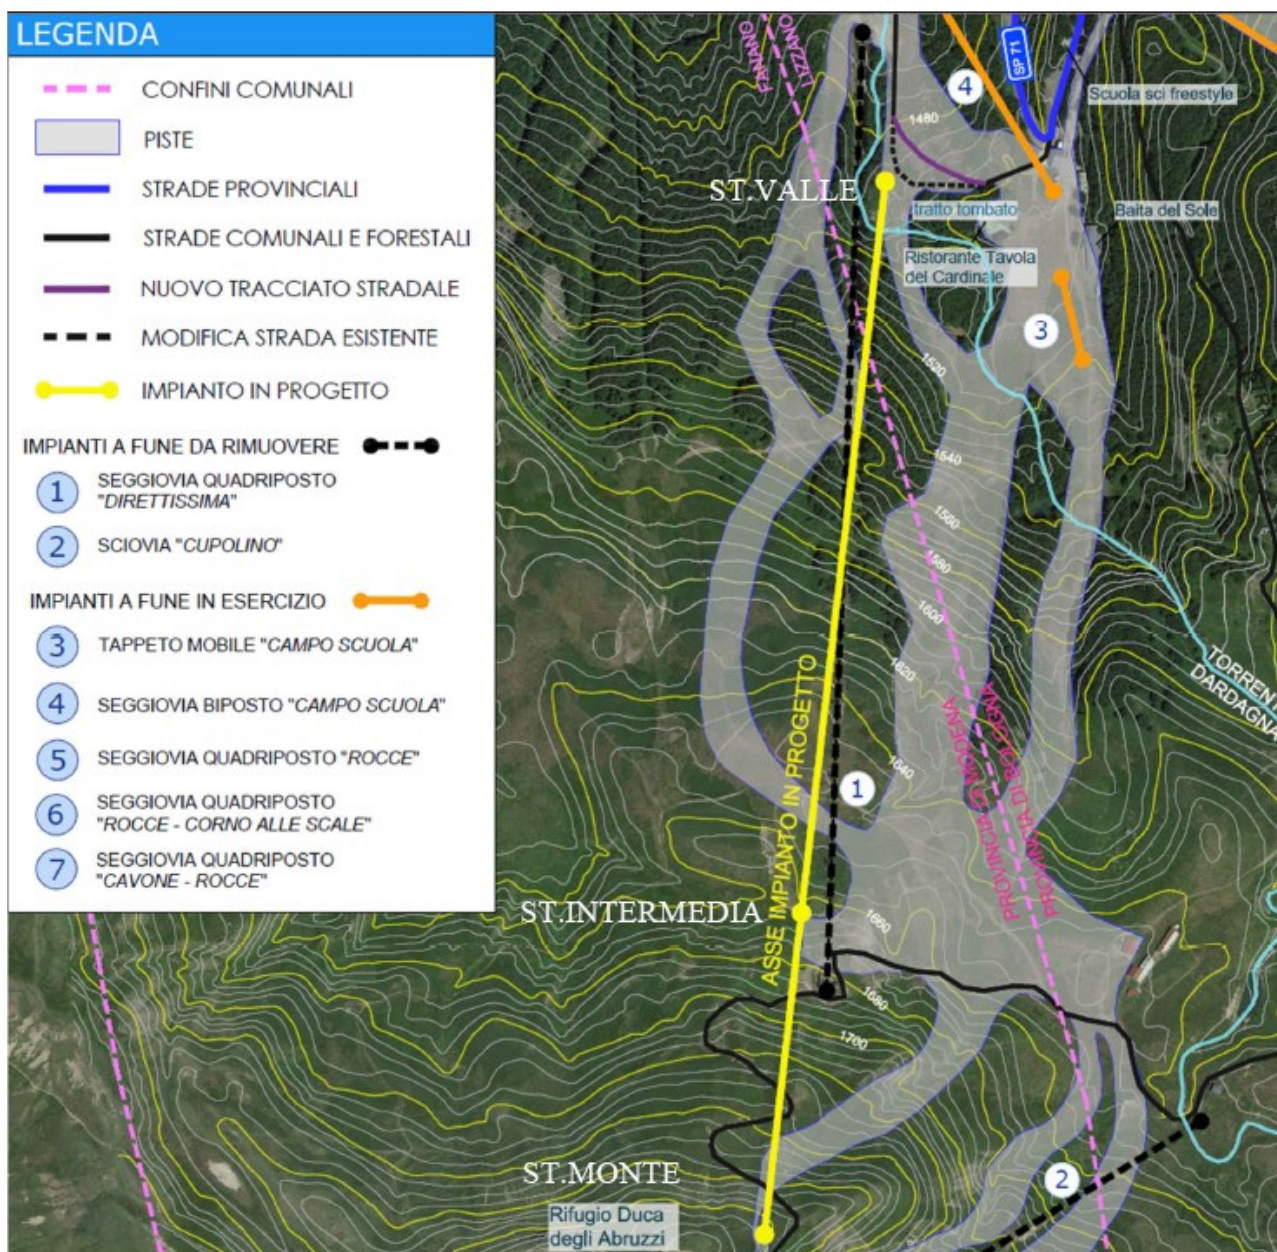 LEGENDA
CONFINI COMUNALI
PISTE
STRADE PROVINCIALI
STRADE COMUNALI E FORESTALI
NUOVO TRACCIATO STRADALE
MODIFICA STRADA ESISTENTE
IMPIANTO IN PROGETTO
IMPIANTI A FUNE DA RIMUOVERE
1 SEGGIOVIA QUADRIPOSTO
"DIRETTISSIMA"
2 SCIOVIA "CUPOLINO"
IMPIANTI A FUNE IN ESERCIZIO
3 TAPPETO MOBILE "CAMPO SCUOLA"
4 SEGGIOVIA BIPOSTO "CAMPO SCUOLA"
5 SEGGIOVIA QUADRIPOSTO "ROCCE"
6 SEGGIOVIA QUADRIPOSTO
"ROCCE - CORNO ALLE SCALE"
7 SEGGIOVIA QUADRIPOSTO
"CAVONE - ROCCE"
FANANO
LIZZANO
4
SP 71
Scuola sci freestyle
1480
ST.VALLE
tratto tombato
Baita del Sole
Ristorante Tavola
del Cardinale
3
1520
1540
1560
1580
1600
1620
1640
TORRENTE
DARDAGNA
PROVINCIA DI MODENA
PROVINCIA DI BOLOGNA
ASSE IMPIANTO IN PROGETTO
1
ST.INTERMEDIA
1660
1680
1700
ST.MONTE
2
Rifugio Duca
degli Abruzzi